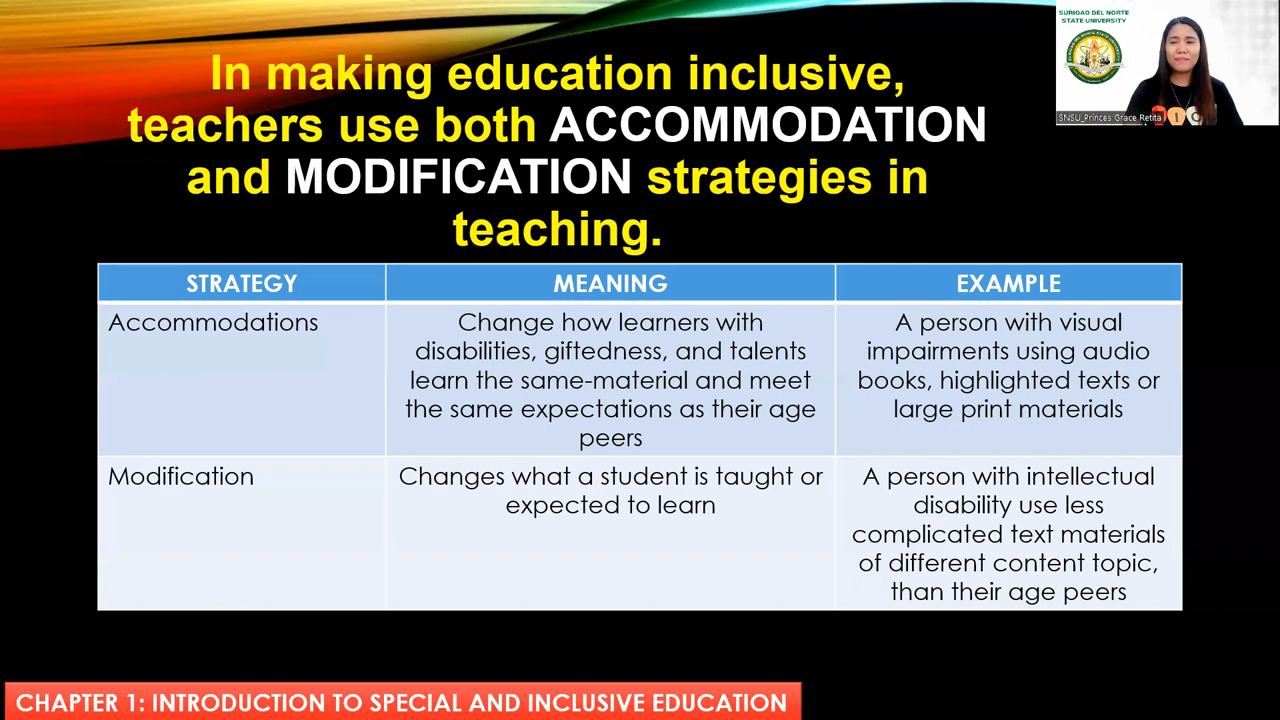 SURIGAO DEL NORTE
STATE UNIVERSITY
SNSU_Princes Grace Retita
In making education inclusive,
teachers use both ACCOMMODATION
and MODIFICATION strategies in
teaching.
STRATEGY
MEANING
EXAMPLE
Accommodations
Change how learners with
disabilities, giftedness, and talents
learn the same-material and meet
the same expectations as their age
peers
A person with visual
impairments using audio
books, highlighted texts or
large print materials
Modification
Changes what a student is taught or
expected to learn
A person with intellectual
disability use less
complicated text materials
of different content topic,
than their age peers
CHAPTER 1: INTRODUCTION TO SPECIAL AND INCLUSIVE EDUCATION